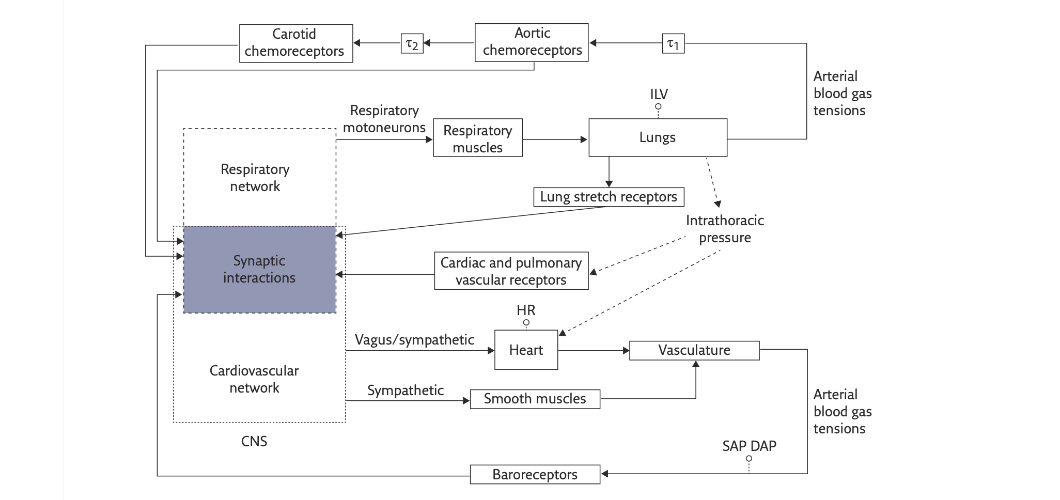 Carotid
chemoreceptors
τ2
Aortic
chemoreceptors
τ1
Arterial
blood gas
tensions
Respiratory
motoneurons
Respiratory
muscles
ILV
Lungs
Respiratory
network
Lung stretch receptors
Intrathoracic
pressure
Synaptic
interactions
Cardiac and pulmonary
vascular receptors
HR
Vagus/sympathetic
Heart
Vasculature
Cardiovascular
network
Sympathetic
Smooth muscles
Arterial
blood gas
tensions
CNS
SAP DAP
Baroreceptors